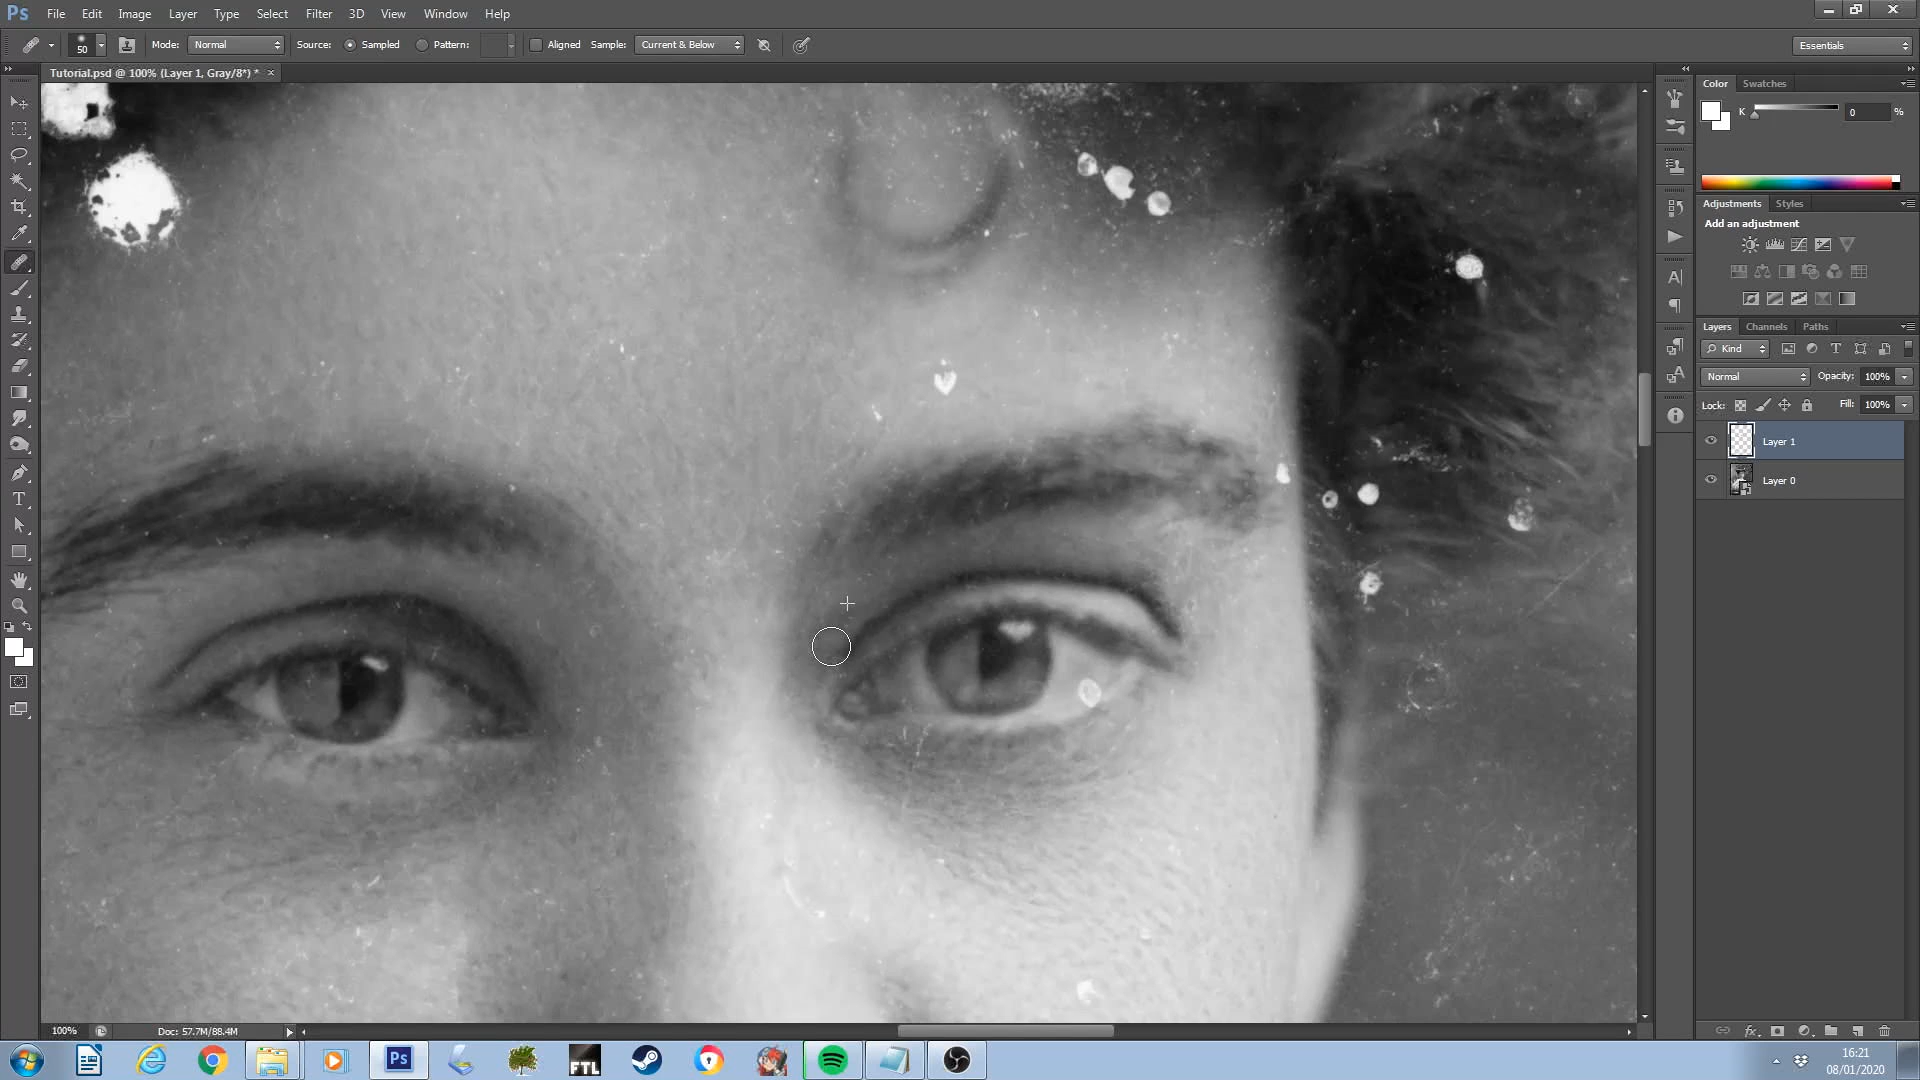 Ps File Edit Image Layer Type Select Filter 3D View Window Help
50 Mode: Normal Source: Sampled Pattern: Aligned Sample: Current & Below Essentials
Tutorial.psd @ 100% (Layer 1, Gray/8*) * ×
Color Swatches
K 0 %
Adjustments Styles
Add an adjustment
Layers Channels Paths
Kind
Normal Opacity: 100%
Lock: Fill: 100%
Layer 1
Layer 0
100% Doc: 57.7M/88.4M
Ps FTL
16:21
08/01/2020